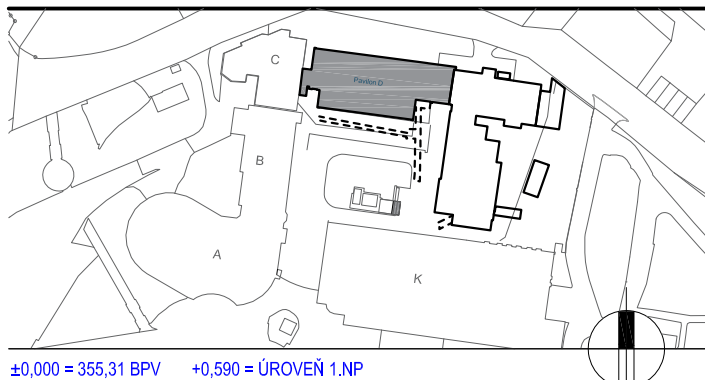 C
Pavilon D
B
A
K
±0,000 = 355,31 BPV +0,590 = ÚROVEŇ 1.NP